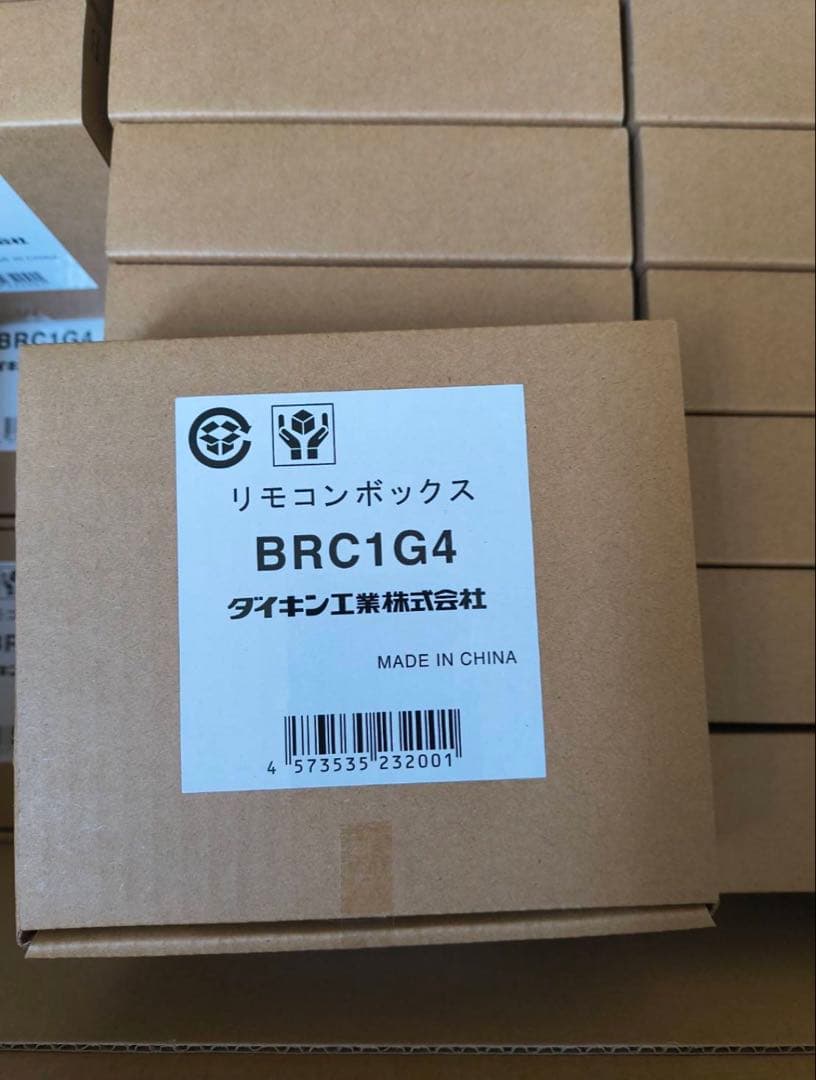 リモコンボックス
BRC1G4
ダイキン工業株式会社
MADE IN CHINA
4 573535 232001
BRC1G4